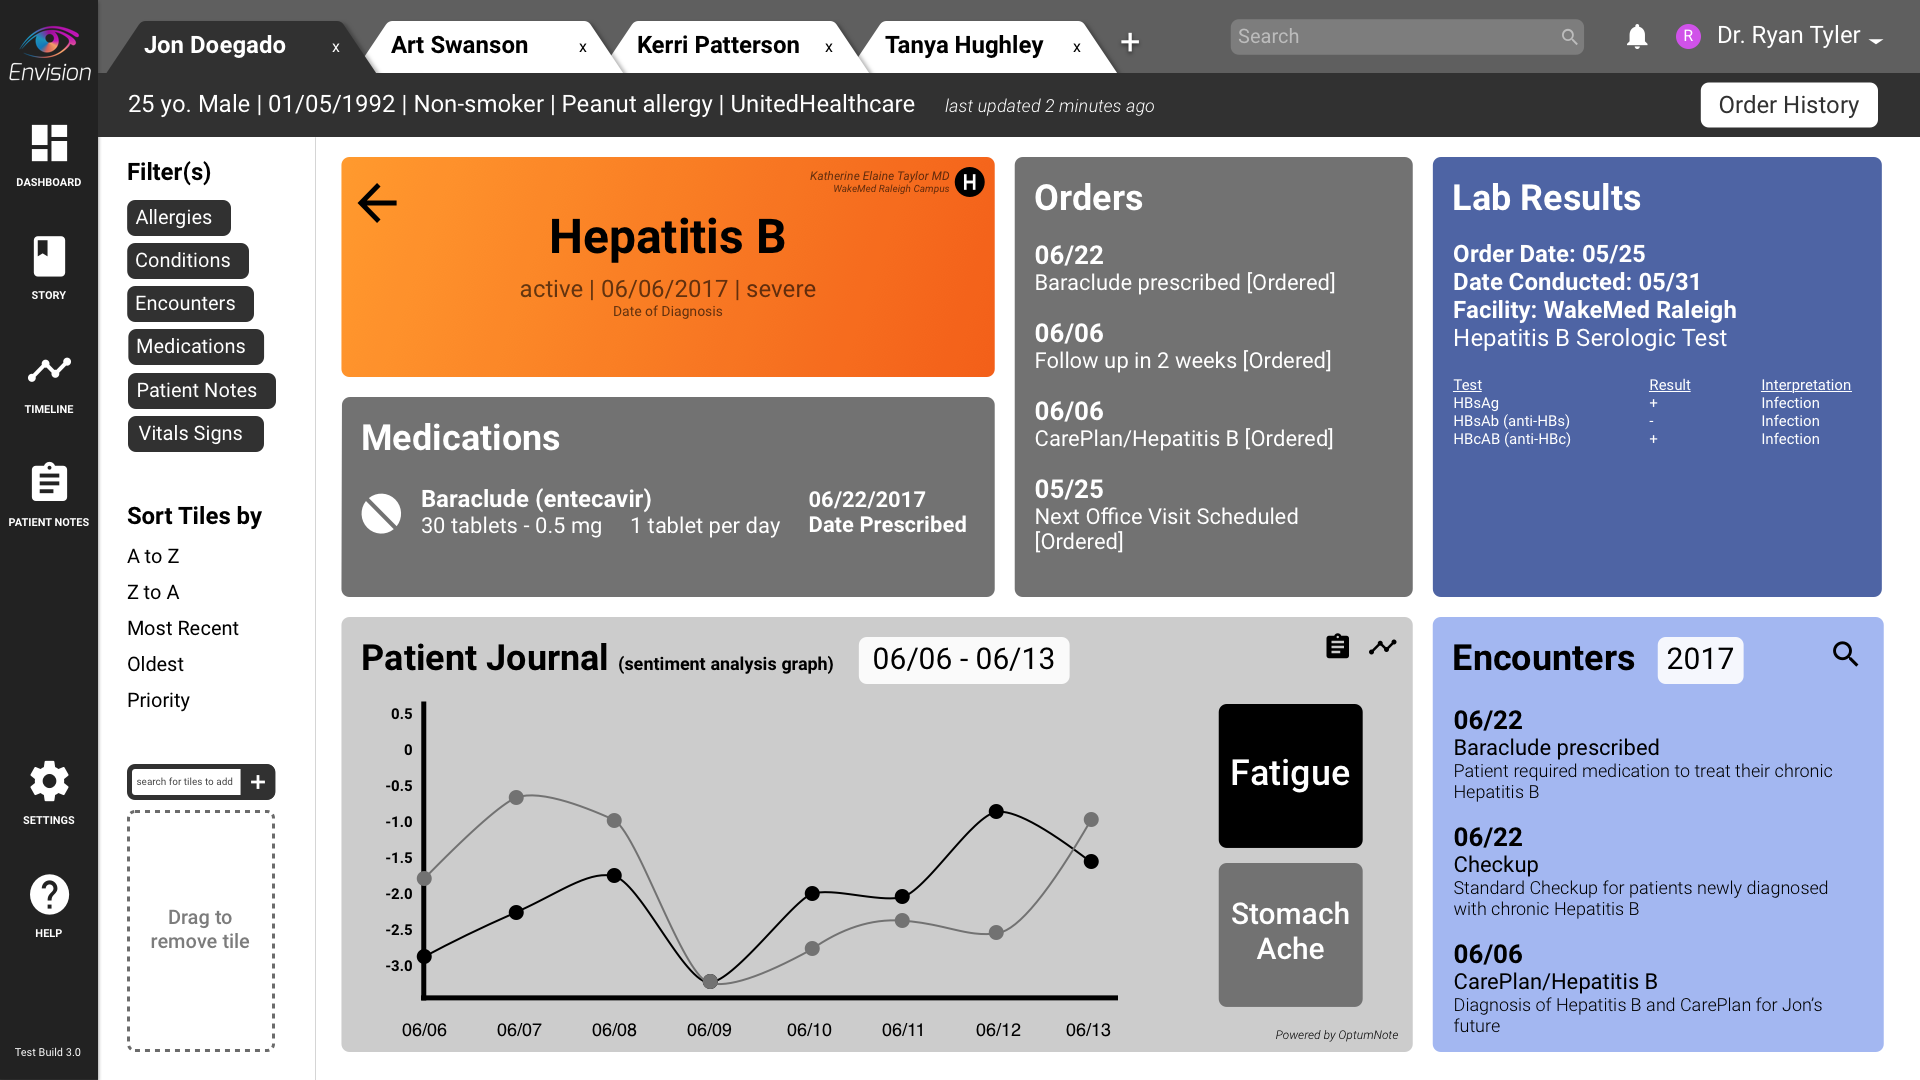 Envision
Jon Doegado x
Art Swanson x
Kerri Patterson x
Tanya Hughley x
+
Search
R
Dr. Ryan Tyler
25 yo. Male | 01/05/1992 | Non-smoker | Peanut allergy | UnitedHealthcare
last updated 2 minutes ago
Order History
DASHBOARD
STORY
TIMELINE
PATIENT NOTES
SETTINGS
?
HELP
Test Build 3.0
Filter(s)
Allergies
Conditions
Encounters
Medications
Patient Notes
Vitals Signs
Sort Tiles by
A to Z
Z to A
Most Recent
Oldest
Priority
search for tiles to add +
Drag to
remove tile
Katherine Elaine Taylor MD
WakeMed Raleigh Campus
H
Hepatitis B
active | 06/06/2017 | severe
Date of Diagnosis
Medications
Baraclude (entecavir)
30 tablets - 0.5 mg 1 tablet per day
06/22/2017
Date Prescribed
Orders
06/22
Baraclude prescribed [Ordered]
06/06
Follow up in 2 weeks [Ordered]
06/06
CarePlan/Hepatitis B [Ordered]
05/25
Next Office Visit Scheduled
[Ordered]
Lab Results
Order Date: 05/25
Date Conducted: 05/31
Facility: WakeMed Raleigh
Hepatitis B Serologic Test
Test Result Interpretation
HBsAg + Infection
HBsAb (anti-HBs) - Infection
HBcAB (anti-HBc) + Infection
Patient Journal (sentiment analysis graph) 06/06 - 06/13
0.5
0
-0.5
-1.0
-1.5
-2.0
-2.5
-3.0
06/06 06/07 06/08 06/09 06/10 06/11 06/12 06/13
Fatigue
Stomach
Ache
Powered by OptumNote
Encounters 2017
06/22
Baraclude prescribed
Patient required medication to treat their chronic
Hepatitis B
06/22
Checkup
Standard Checkup for patients newly diagnosed
with chronic Hepatitis B
06/06
CarePlan/Hepatitis B
Diagnosis of Hepatitis B and CarePlan for Jon's
future